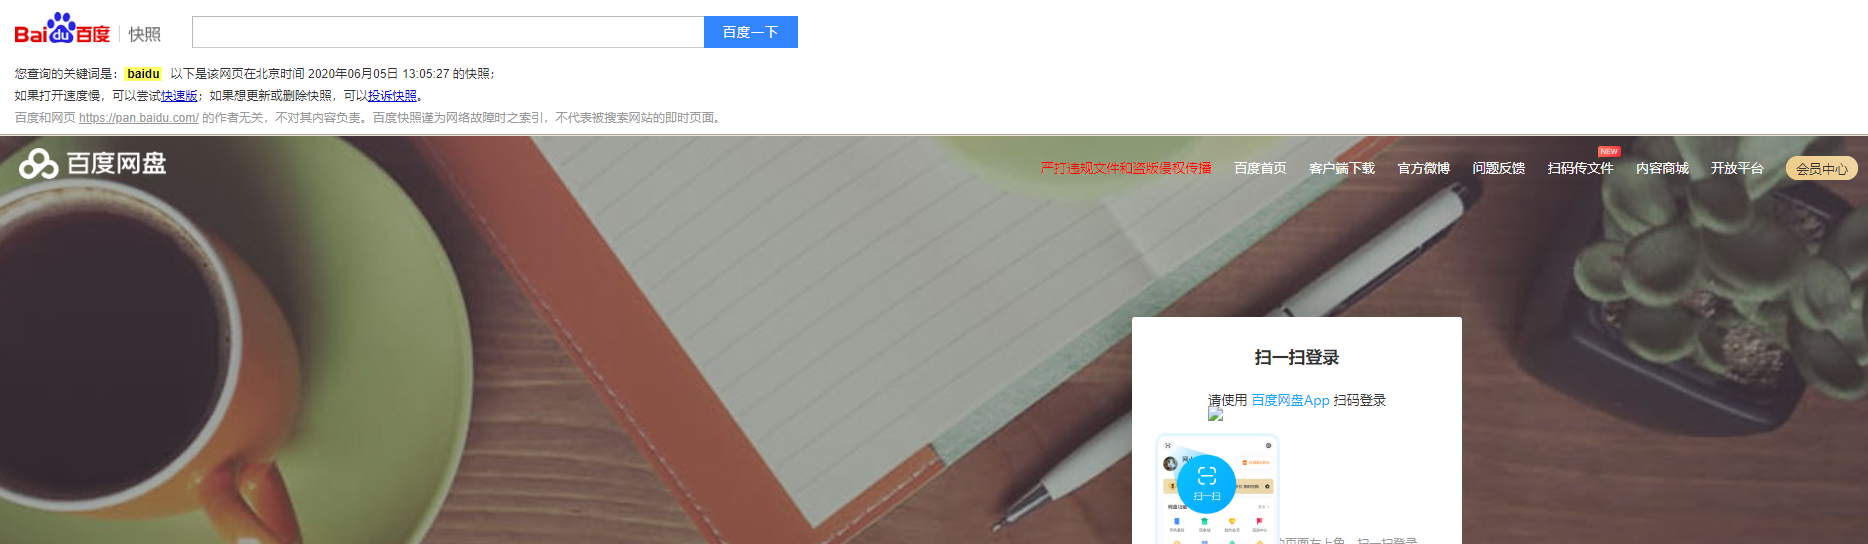 Bai du 百度 快照
百度一下
您查询的关键词是：baidu 以下是该网页在北京时间 2020年06月05日 13:05:27 的快照；
如果打开速度慢，可以尝试快速版；如果想更新或删除快照，可以投诉快照。
百度和网页 https://pan.baidu.com/ 的作者无关，不对其内容负责。百度快照谨为网络故障时之索引，不代表被搜索网站的即时页面。
百度网盘
严打违规文件和盗版侵权传播 百度首页 客户端下载 官方微博 问题反馈 扫码传文件 NEW 内容商城 开放平台 会员中心
扫一扫登录
请使用 百度网盘App 扫码登录
扫一扫
网盘功能
页面右上角，扫一扫登录